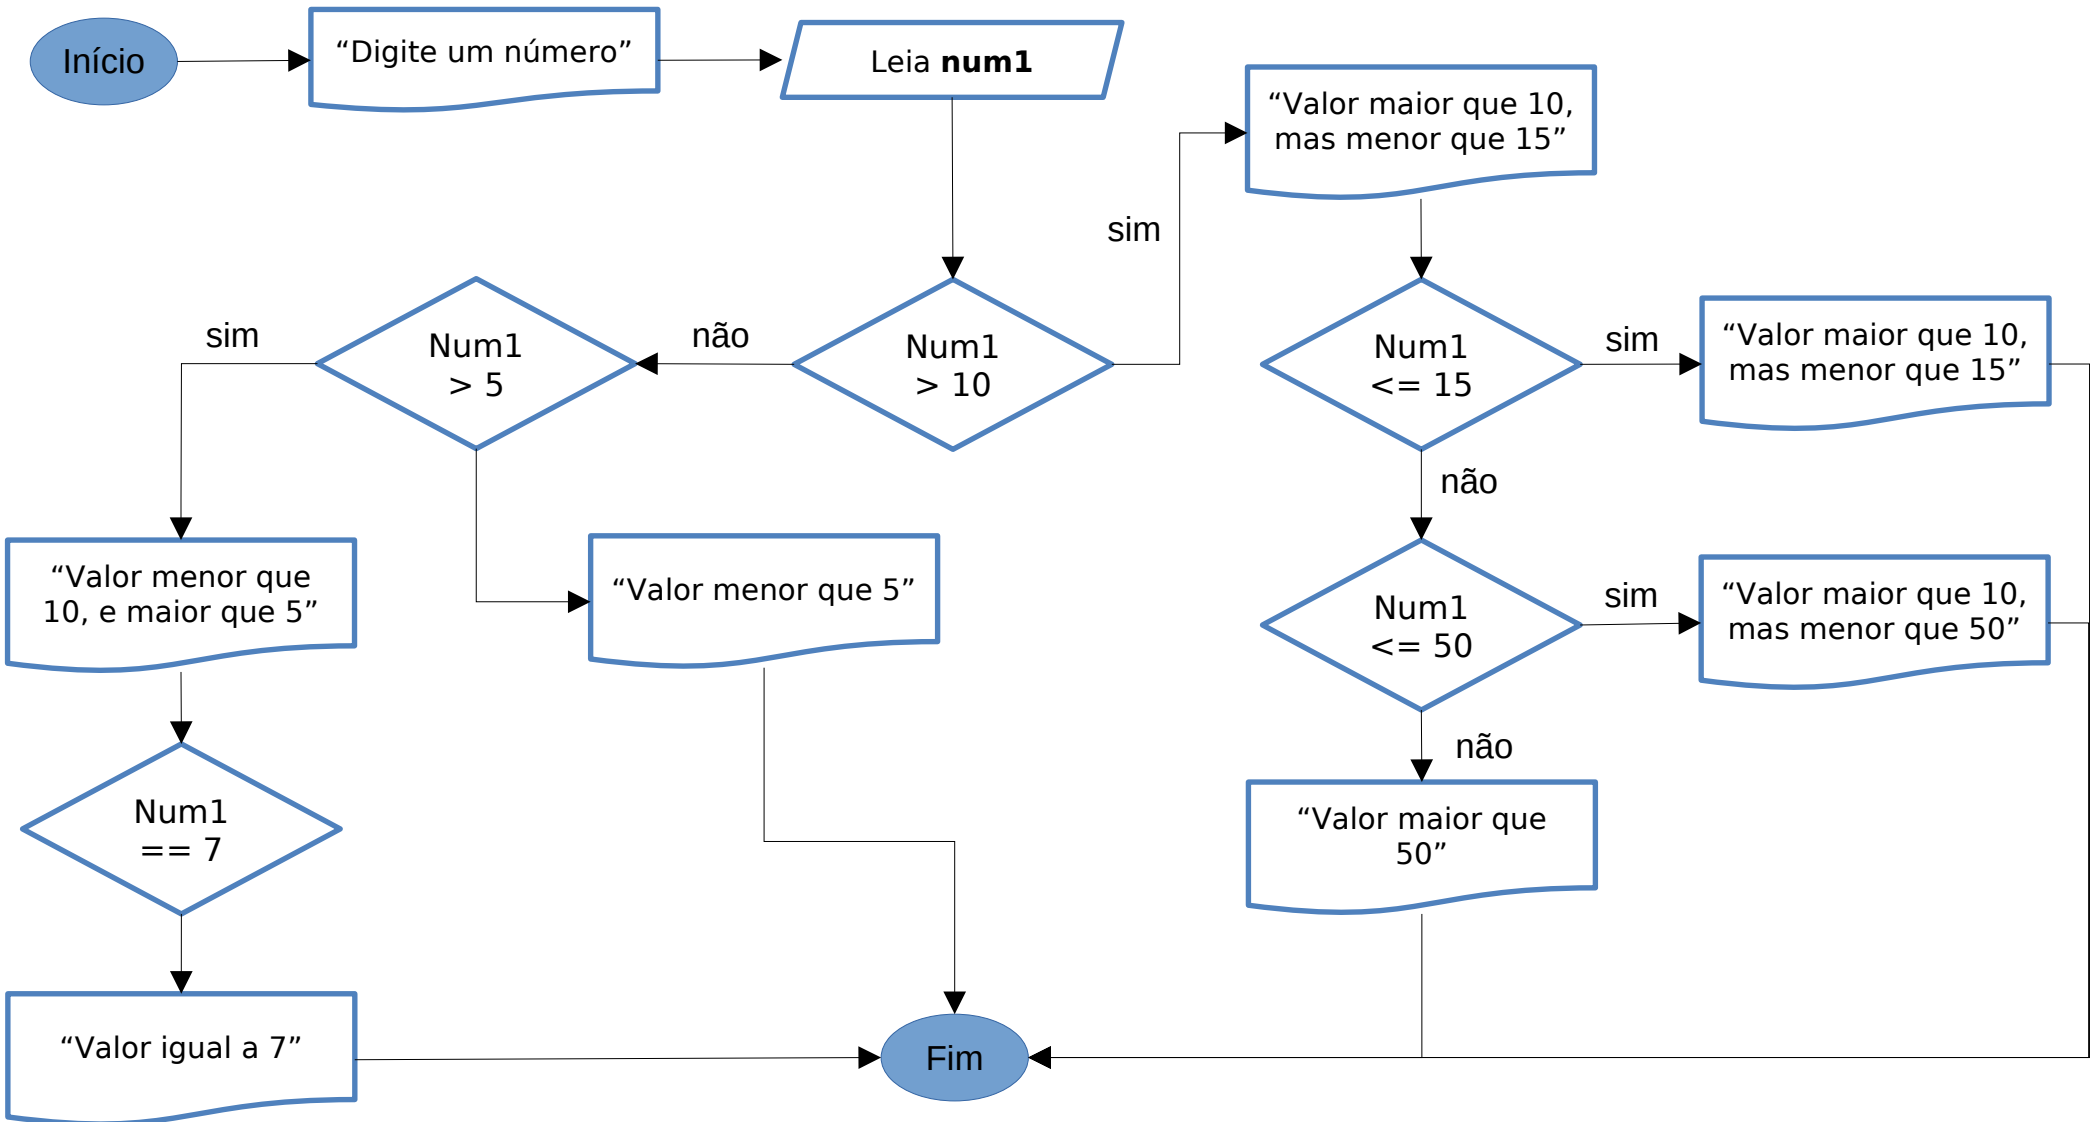 Início
“Digite um número”
Leia num1
“Valor maior que 10,
mas menor que 15”
sim
sim
Num1
> 5
não
Num1
> 10
Num1
<= 15
sim
“Valor maior que 10,
mas menor que 15”
não
“Valor menor que
10, e maior que 5”
“Valor menor que 5”
Num1
<= 50
sim
“Valor maior que 10,
mas menor que 50”
não
Num1
== 7
“Valor maior que
50”
“Valor igual a 7”
Fim